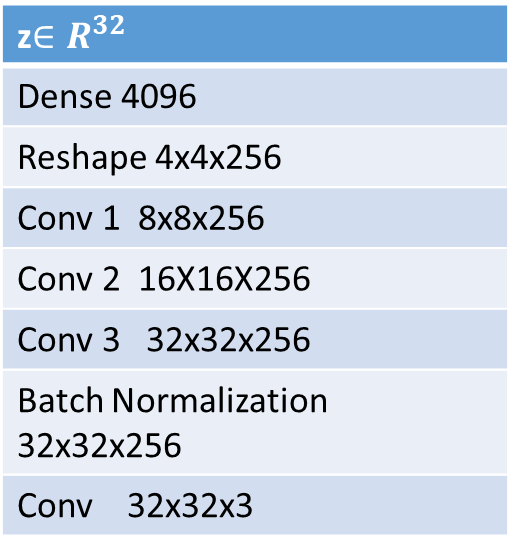 z∈ R³²
Dense 4096
Reshape 4x4x256
Conv 1 8x8x256
Conv 2 16X16X256
Conv 3 32x32x256
Batch Normalization
32x32x256
Conv 32x32x3